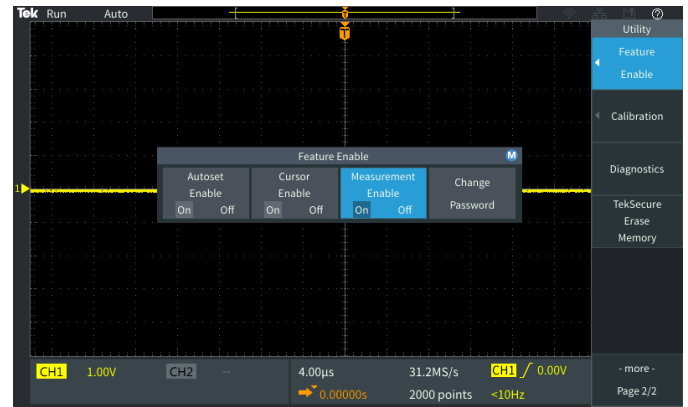 Tek Run Auto
T
T
Utility
Feature
Enable
Calibration
Diagnostics
TekSecure
Erase
Memory
- more -
Page 2/2
Feature Enable M
Autoset
Enable
On Off
Cursor
Enable
On Off
Measurement
Enable
On Off
Change
Password
1
CH1 1.00V CH2 --
4.00µs 31.2MS/s CH1 0.00V
0.00000s 2000 points <10Hz